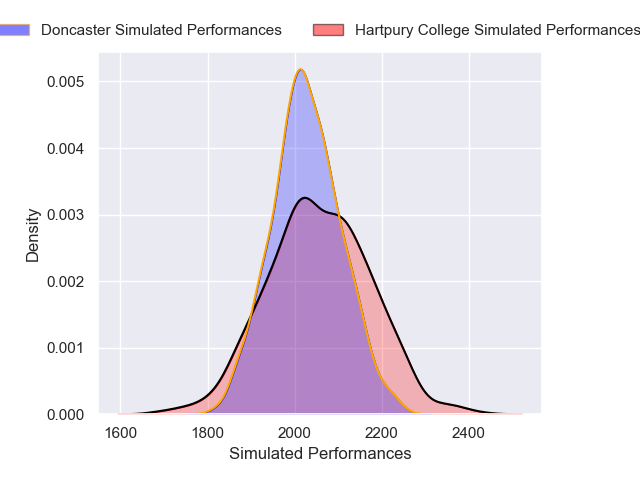 Doncaster Simulated Performances
Hartpury College Simulated Performances
0.005
0.004
0.003
0.002
0.001
0.000
Density
1600
1800
2000
2200
2400
Simulated Performances